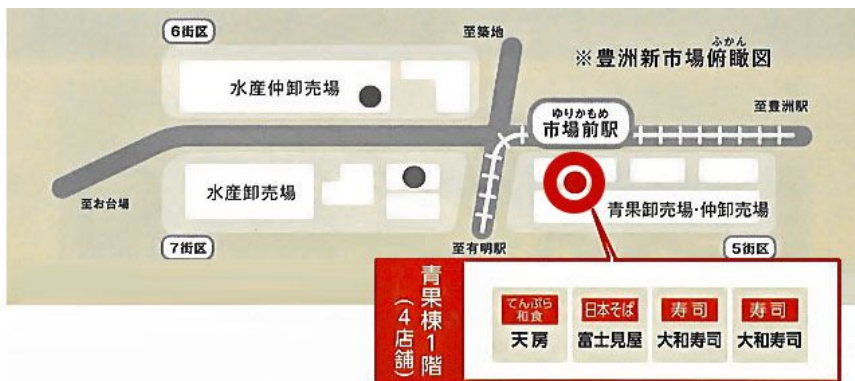 6街区
至築地
ふかん
※豊洲新市場俯瞰図
水産仲卸売場
ゆりかもめ
市場前駅
至豊洲駅
至お台場
水産卸売場
青果卸売場・仲卸売場
7街区
至有明駅
5街区
青果棟1階
(4店舗)
てんぷら
和食
天房
日本そば
富士見屋
寿司
大和寿司
寿司
大和寿司